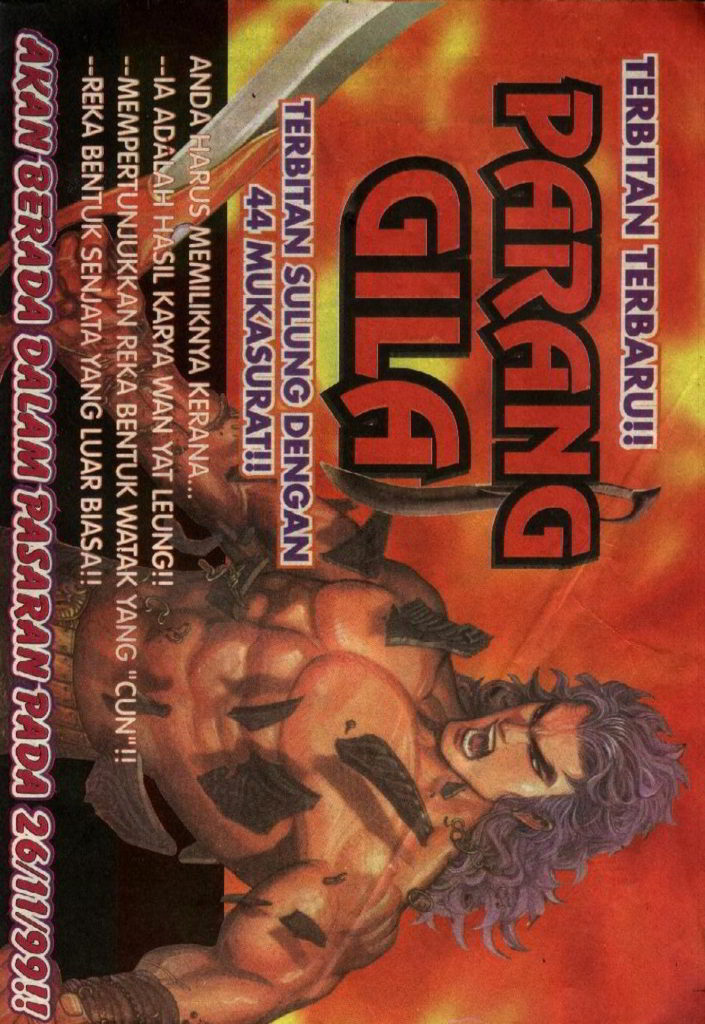 TERBITAN TERBARU!!
PARANG
GILA
TERBITAN SULUNG DENGAN
44 MUKASURAT!!
ANDA HARUS MEMILIKNYA KERANA...
--IA ADALAH HASIL KARYA WAN YAT LEUNG!!
--MEMPERTUNJUKKAN REKA BENTUK WATAK YANG "CUN"!!
--REKA BENTUK SENJATA YANG LUAR BIASA!!
AKAN BERADA DALAM PASARAN PADA 26/11/99!!